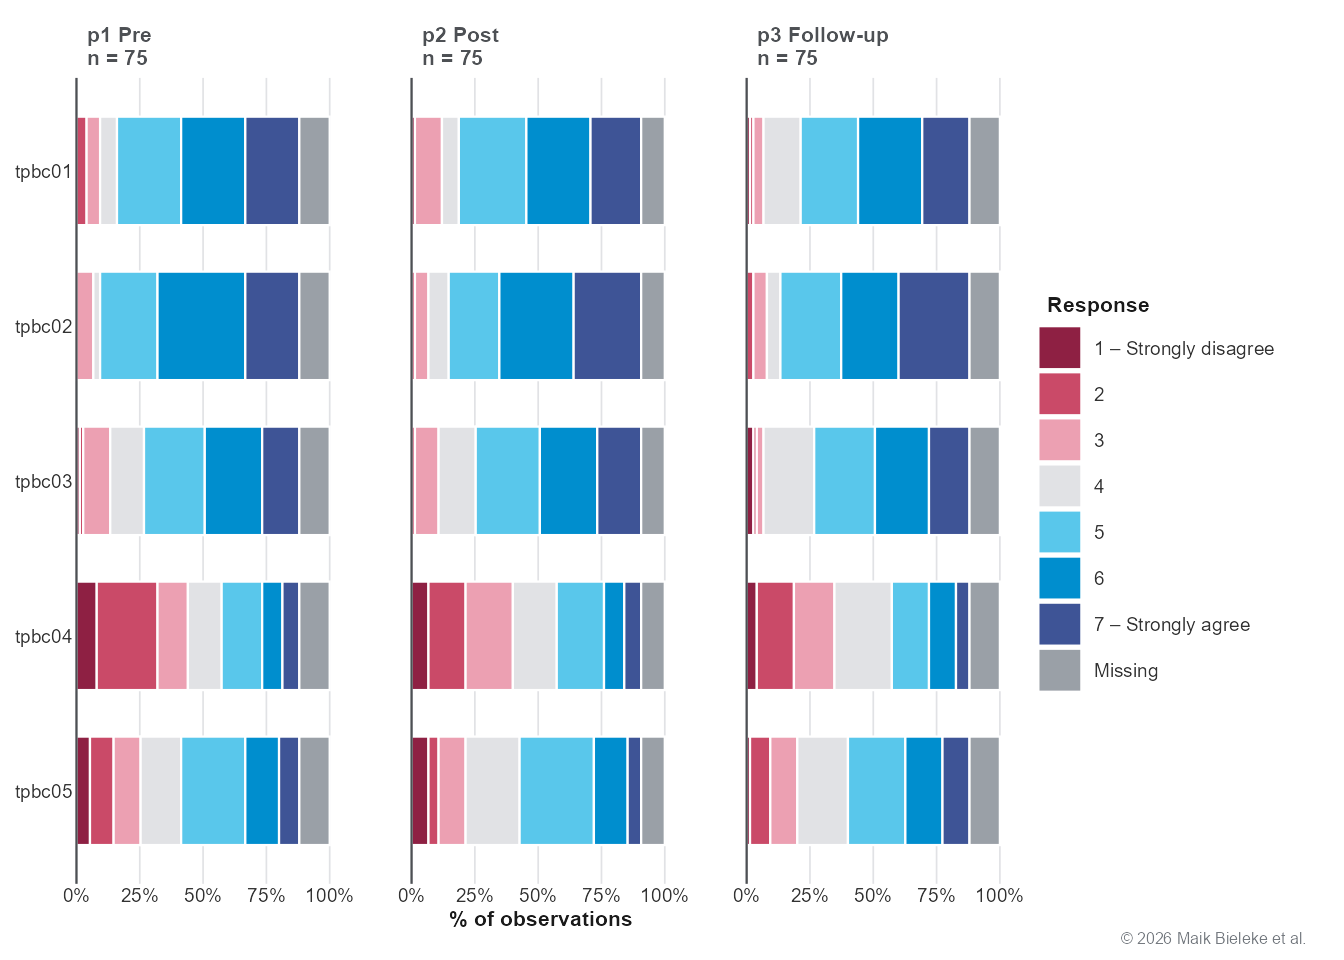 p1 Pre
n = 75
p2 Post
n = 75
p3 Follow-up
n = 75
tpbc01
tpbc02
tpbc03
tpbc04
tpbc05
0% 25% 50% 75% 100%
0% 25% 50% 75% 100%
0% 25% 50% 75% 100%
% of observations
Response
1 – Strongly disagree
2
3
4
5
6
7 – Strongly agree
Missing
© 2026 Maik Bieleke et al.